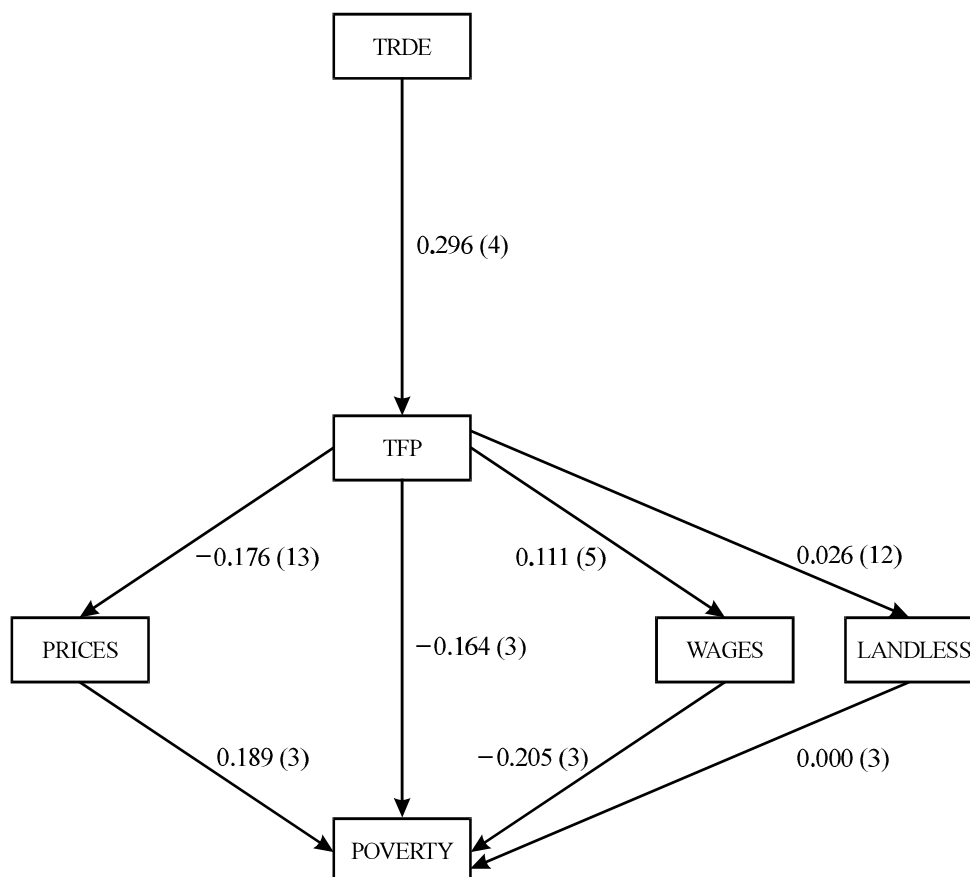 TRDE
0.296 (4)
TFP
−0.176 (13)
0.111 (5)
0.026 (12)
PRICES
−0.164 (3)
WAGES
LANDLESS
0.189 (3)
−0.205 (3)
0.000 (3)
POVERTY